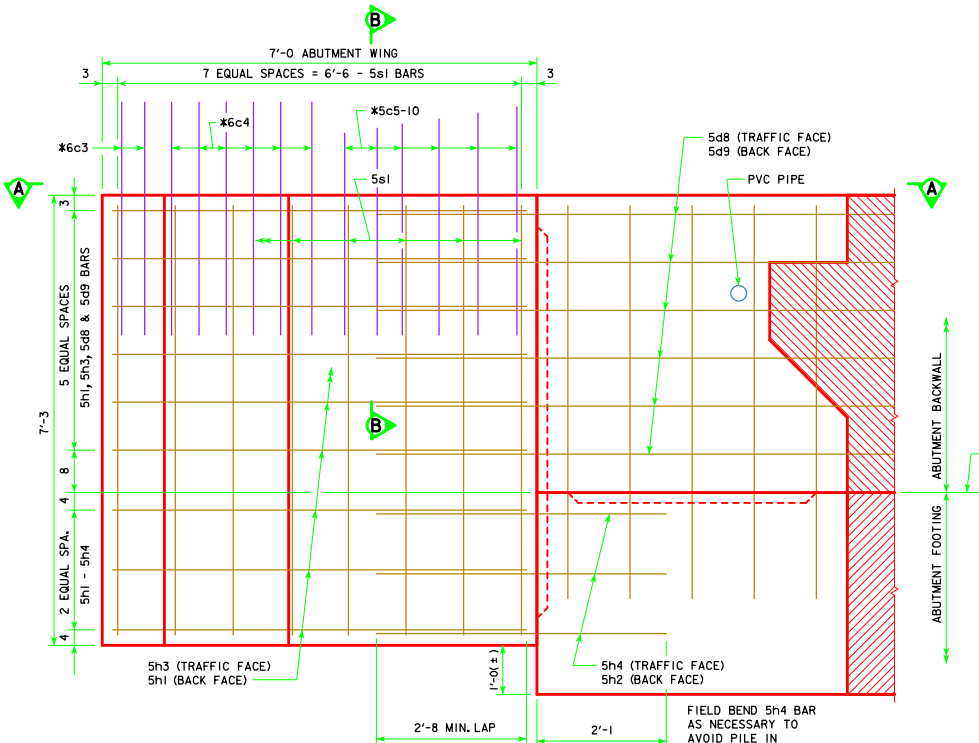 B
7'-0 ABUTMENT WING
3
7 EQUAL SPACES = 6'-6 - 5s1 BARS
3
*6c4
*5c5-10
*6c3
5d8 (TRAFFIC FACE)
5d9 (BACK FACE)
5s1
PVC PIPE
A
A
3
5 EQUAL SPACES
5h1, 5h3, 5d8 & 5d9 BARS
7'-3
8
4
2 EQUAL SPA.
5h1 - 5h4
4
B
ABUTMENT BACKWALL
ABUTMENT FOOTING
5h3 (TRAFFIC FACE)
5h1 (BACK FACE)
1'-0(±)
5h4 (TRAFFIC FACE)
5h2 (BACK FACE)
2'-8 MIN. LAP
2'-1
FIELD BEND 5h4 BAR
AS NECESSARY TO
AVOID PILE IN